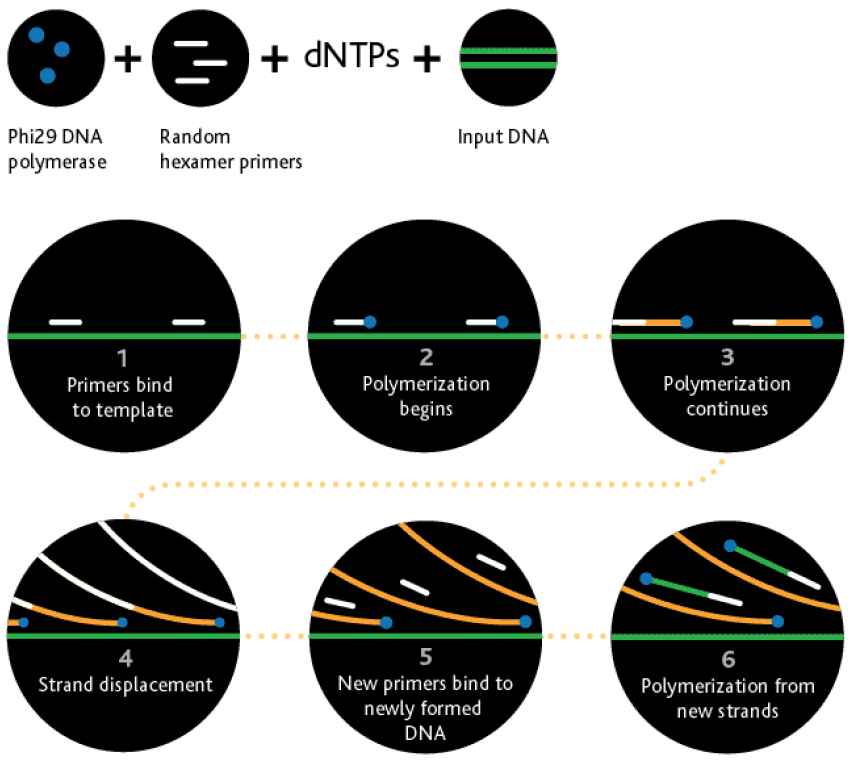 + + dNTPs +
Phi29 DNA
polymerase
Random
hexamer primers
Input DNA
1
Primers bind
to template
2
Polymerization
begins
3
Polymerization
continues
4
Strand displacement
5
New primers bind to
newly formed
DNA
6
Polymerization from
new strands